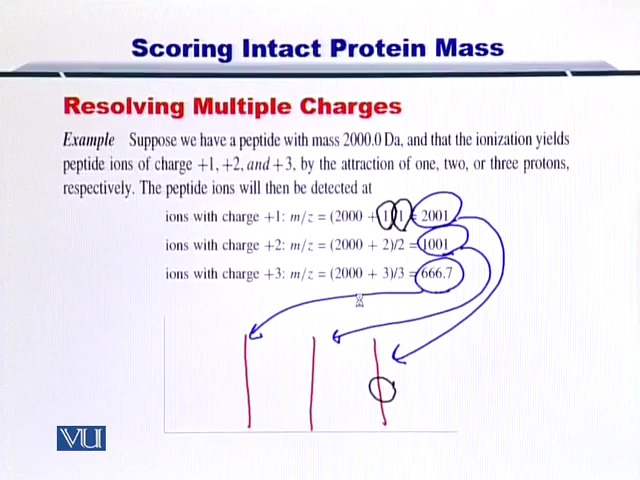 Scoring Intact Protein Mass
Resolving Multiple Charges
Example Suppose we have a peptide with mass 2000.0 Da, and that the ionization yields
peptide ions of charge +1, +2, and +3, by the attraction of one, two, or three protons,
respectively. The peptide ions will then be detected at
ions with charge +1: m/z = (2000 + 1)/1 = 2001
ions with charge +2: m/z = (2000 + 2)/2 = 1001
ions with charge +3: m/z = (2000 + 3)/3 = 666.7
VU